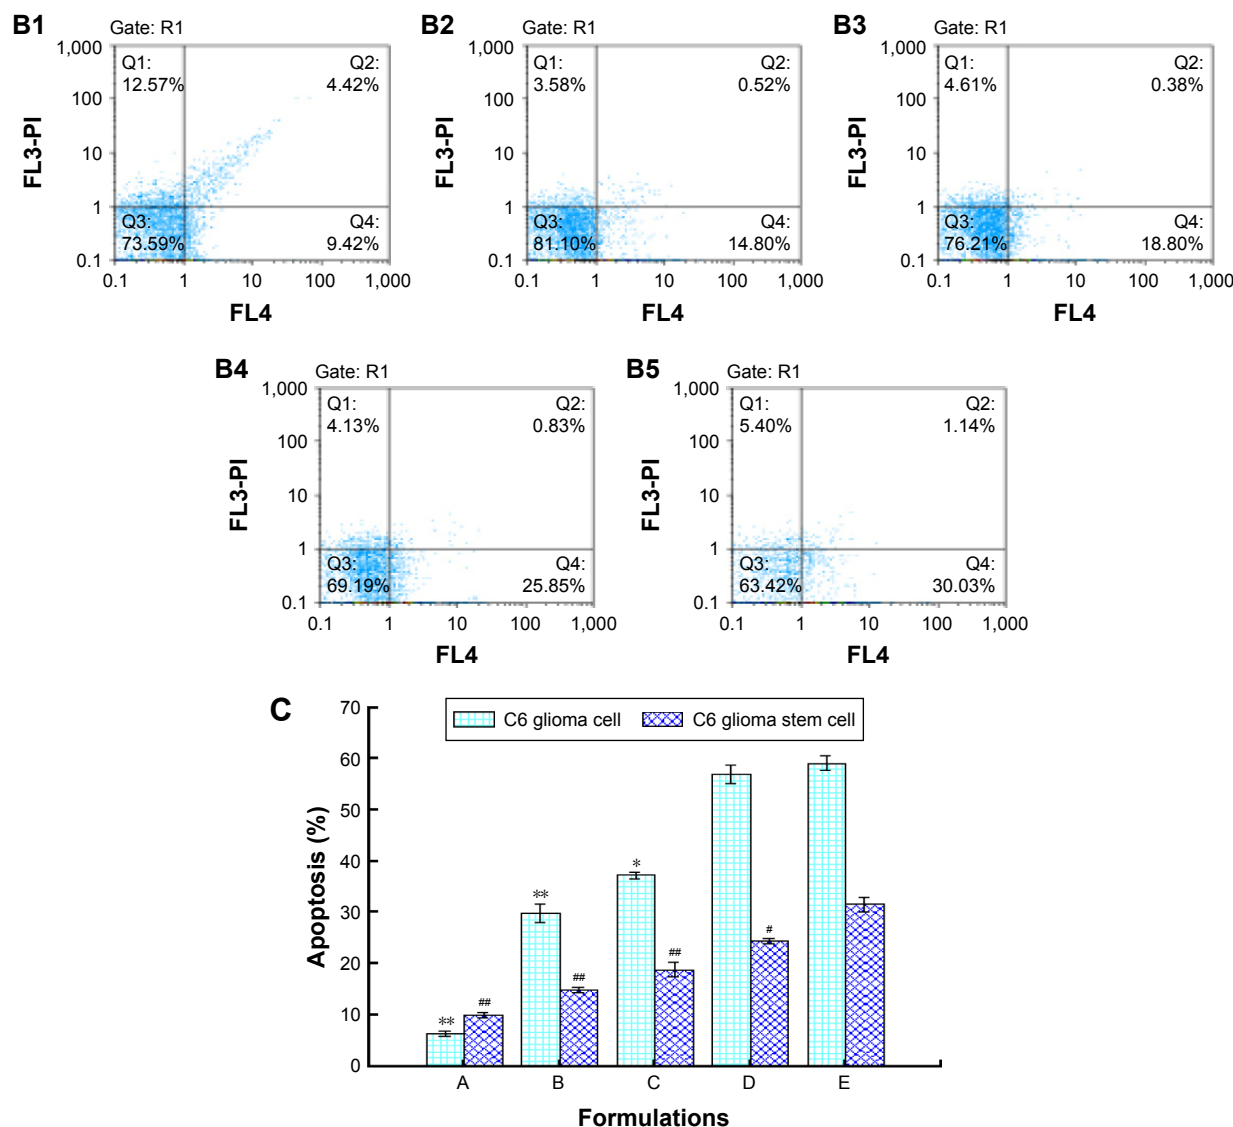 B1
Gate: R1
1,000
100
10
1
0.1
FL3-PI
Q1:
12.57%
Q2:
4.42%
Q3:
73.59%
Q4:
9.42%
0.1
1
10
100
1,000
FL4
B2
Gate: R1
1,000
100
10
1
0.1
FL3-PI
Q1:
3.58%
Q2:
0.52%
Q3:
81.10%
Q4:
14.80%
0.1
1
10
100
1,000
FL4
B3
Gate: R1
1,000
100
10
1
0.1
FL3-PI
Q1:
4.61%
Q2:
0.38%
Q3:
76.21%
Q4:
18.80%
0.1
1
10
100
1,000
FL4
B4
Gate: R1
1,000
100
10
1
0.1
FL3-PI
Q1:
4.13%
Q2:
0.83%
Q3:
69.19%
Q4:
25.85%
0.1
1
10
100
1,000
FL4
B5
Gate: R1
1,000
100
10
1
0.1
FL3-PI
Q1:
5.40%
Q2:
1.14%
Q3:
63.42%
Q4:
30.03%
0.1
1
10
100
1,000
FL4
C
C6 glioma cell
C6 glioma stem cell
70
60
50
40
30
20
10
0
Apoptosis (%)
**
##
**
##
*
##
#
A
B
C
D
E
Formulations